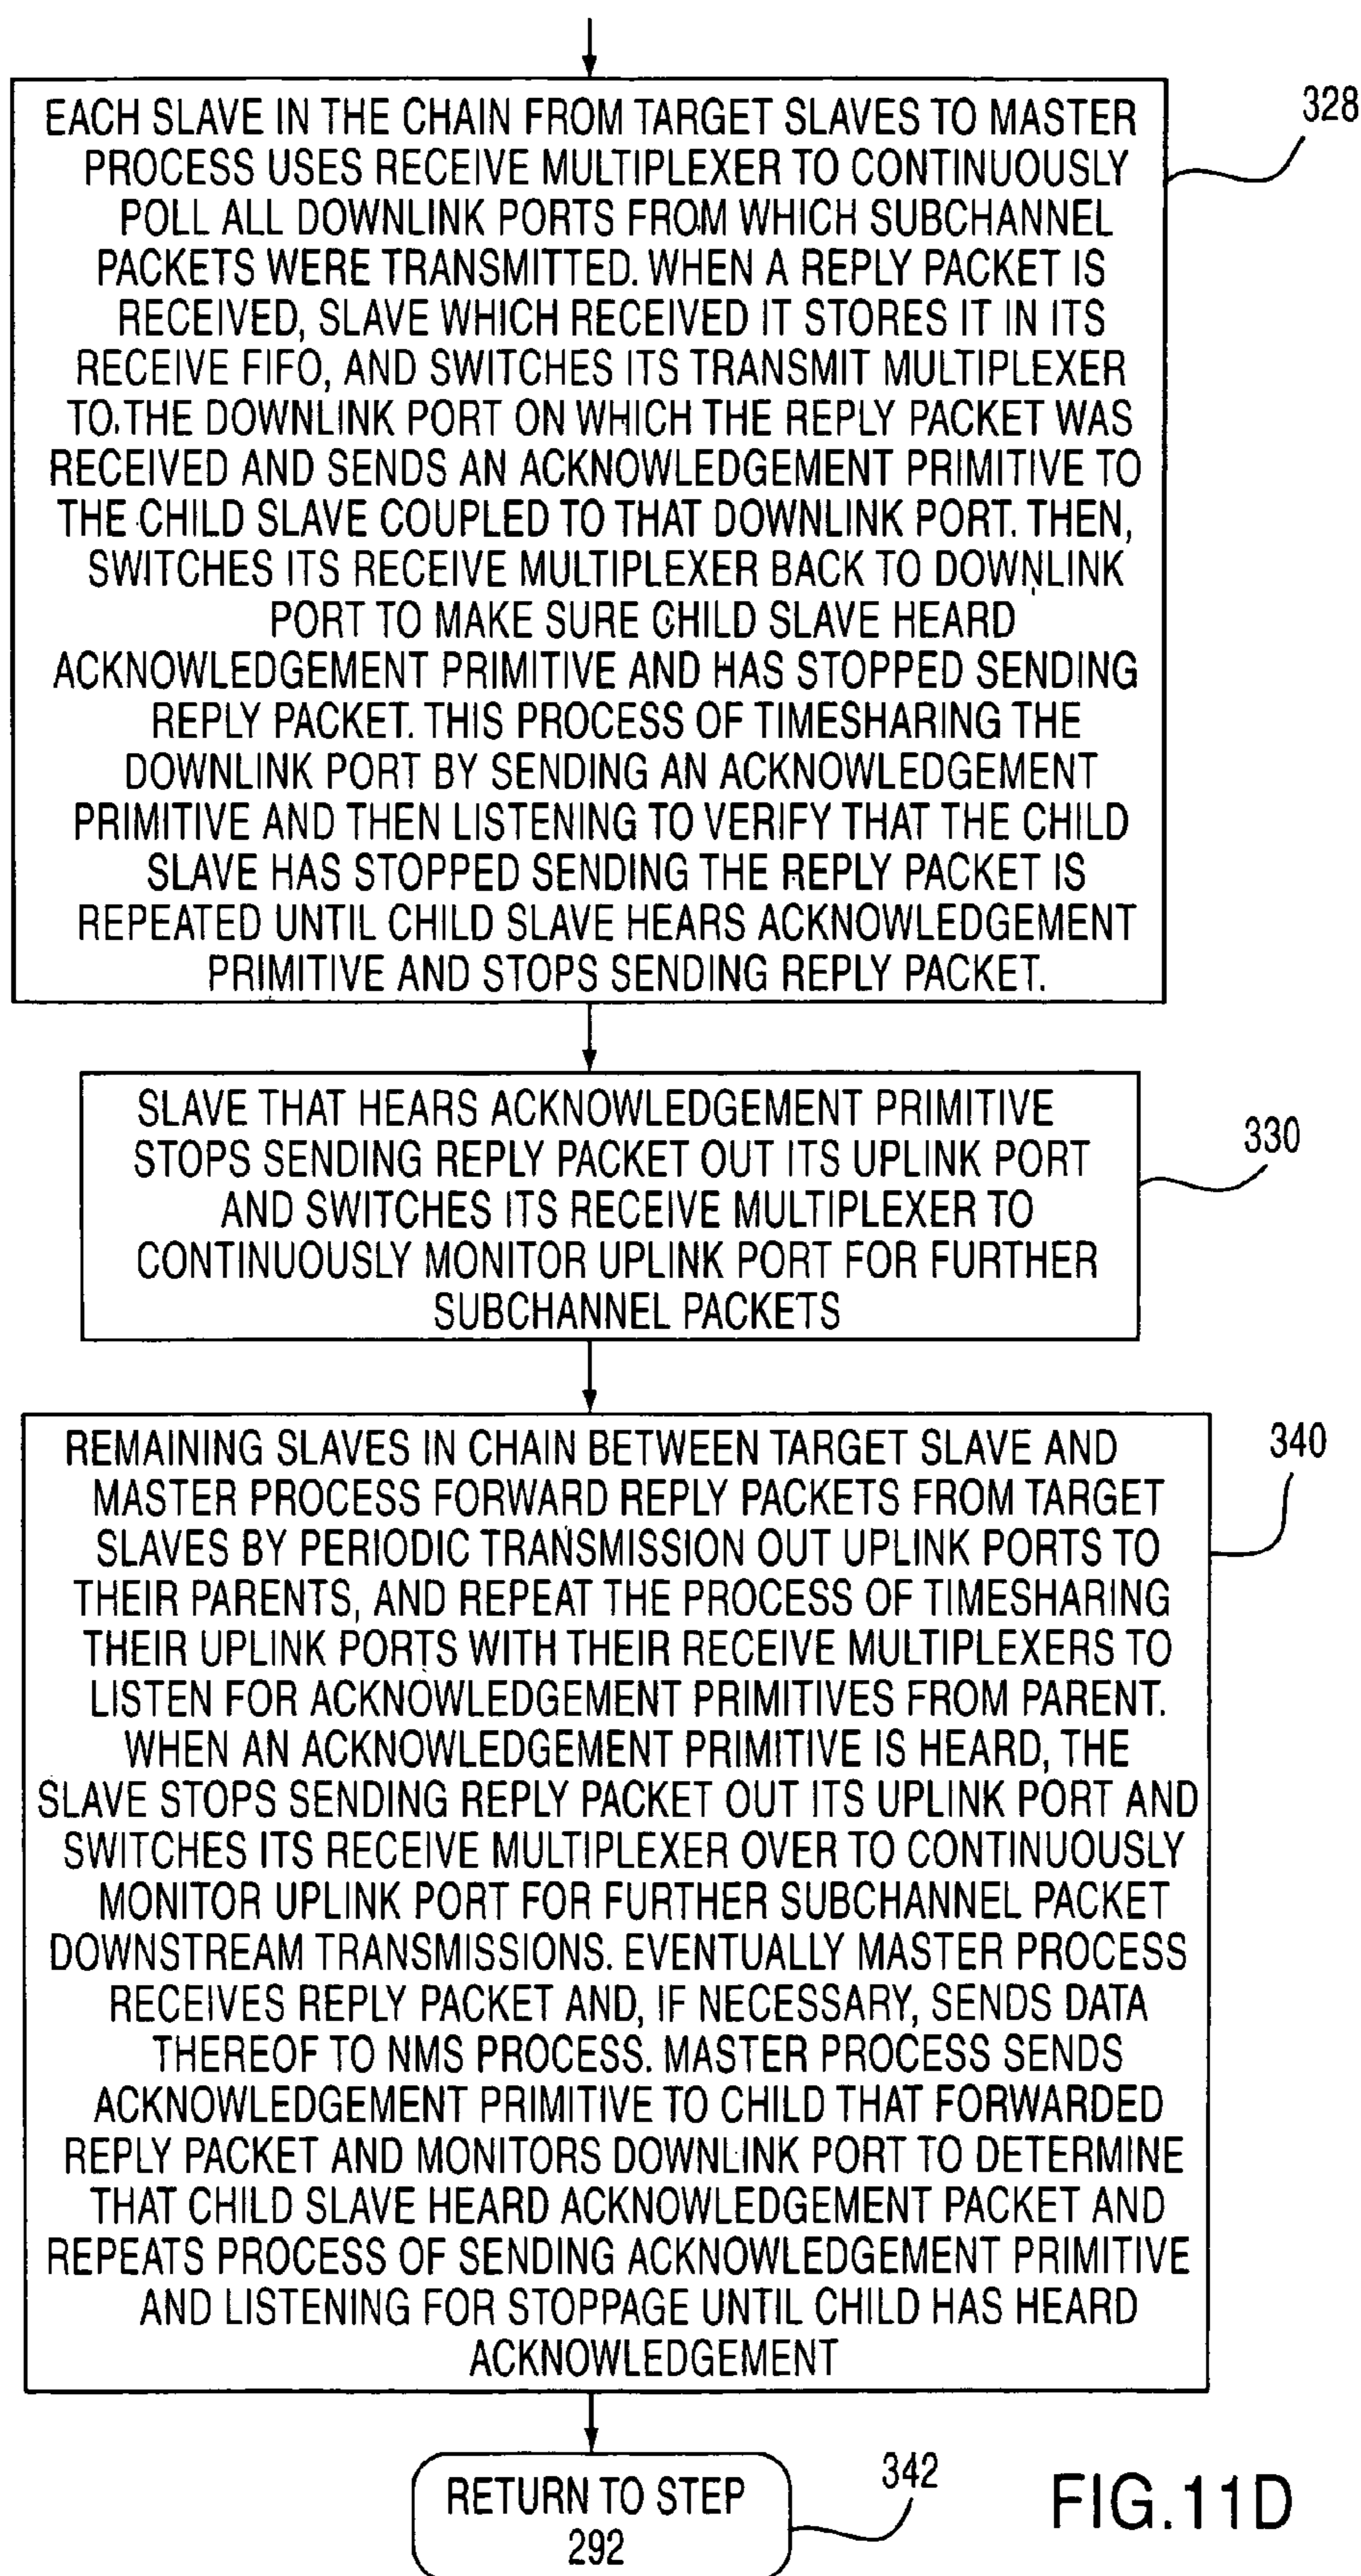 EACH SLAVE IN THE CHAIN FROM TARGET SLAVES TO MASTER
PROCESS USES RECEIVE MULTIPLEXER TO CONTINUOUSLY
POLL ALL DOWNLINK PORTS FROM WHICH SUBCHANNEL
PACKETS WERE TRANSMITTED. WHEN A REPLY PACKET IS
RECEIVED, SLAVE WHICH RECEIVED IT STORES IT IN ITS
RECEIVE FIFO, AND SWITCHES ITS TRANSMIT MULTIPLEXER
TO THE DOWNLINK PORT ON WHICH THE REPLY PACKET WAS
RECEIVED AND SENDS AN ACKNOWLEDGEMENT PRIMITIVE TO
THE CHILD SLAVE COUPLED TO THAT DOWNLINK PORT. THEN,
SWITCHES ITS RECEIVE MULTIPLEXER BACK TO DOWNLINK
PORT TO MAKE SURE CHILD SLAVE HEARD
ACKNOWLEDGEMENT PRIMITIVE AND HAS STOPPED SENDING
REPLY PACKET. THIS PROCESS OF TIMESHARING THE
DOWNLINK PORT BY SENDING AN ACKNOWLEDGEMENT
PRIMITIVE AND THEN LISTENING TO VERIFY THAT THE CHILD
SLAVE HAS STOPPED SENDING THE REPLY PACKET IS
REPEATED UNTIL CHILD SLAVE HEARS ACKNOWLEDGEMENT
PRIMITIVE AND STOPS SENDING REPLY PACKET.
328
SLAVE THAT HEARS ACKNOWLEDGEMENT PRIMITIVE
STOPS SENDING REPLY PACKET OUT ITS UPLINK PORT
AND SWITCHES ITS RECEIVE MULTIPLEXER TO
CONTINUOUSLY MONITOR UPLINK PORT FOR FURTHER
SUBCHANNEL PACKETS
330
REMAINING SLAVES IN CHAIN BETWEEN TARGET SLAVE AND
MASTER PROCESS FORWARD REPLY PACKETS FROM TARGET
SLAVES BY PERIODIC TRANSMISSION OUT UPLINK PORTS TO
THEIR PARENTS, AND REPEAT THE PROCESS OF TIMESHARING
THEIR UPLINK PORTS WITH THEIR RECEIVE MULTIPLEXERS TO
LISTEN FOR ACKNOWLEDGEMENT PRIMITIVES FROM PARENT.
WHEN AN ACKNOWLEDGEMENT PRIMITIVE IS HEARD, THE
SLAVE STOPS SENDING REPLY PACKET OUT ITS UPLINK PORT AND
SWITCHES ITS RECEIVE MULTIPLEXER OVER TO CONTINUOUSLY
MONITOR UPLINK PORT FOR FURTHER SUBCHANNEL PACKET
DOWNSTREAM TRANSMISSIONS. EVENTUALLY MASTER PROCESS
RECEIVES REPLY PACKET AND, IF NECESSARY, SENDS DATA
THEREOF TO NMS PROCESS. MASTER PROCESS SENDS
ACKNOWLEDGEMENT PRIMITIVE TO CHILD THAT FORWARDED
REPLY PACKET AND MONITORS DOWNLINK PORT TO DETERMINE
THAT CHILD SLAVE HEARD ACKNOWLEDGEMENT PACKET AND
REPEATS PROCESS OF SENDING ACKNOWLEDGEMENT PRIMITIVE
AND LISTENING FOR STOPPAGE UNTIL CHILD HAS HEARD
ACKNOWLEDGEMENT
340
RETURN TO STEP
292
342
FIG.11D